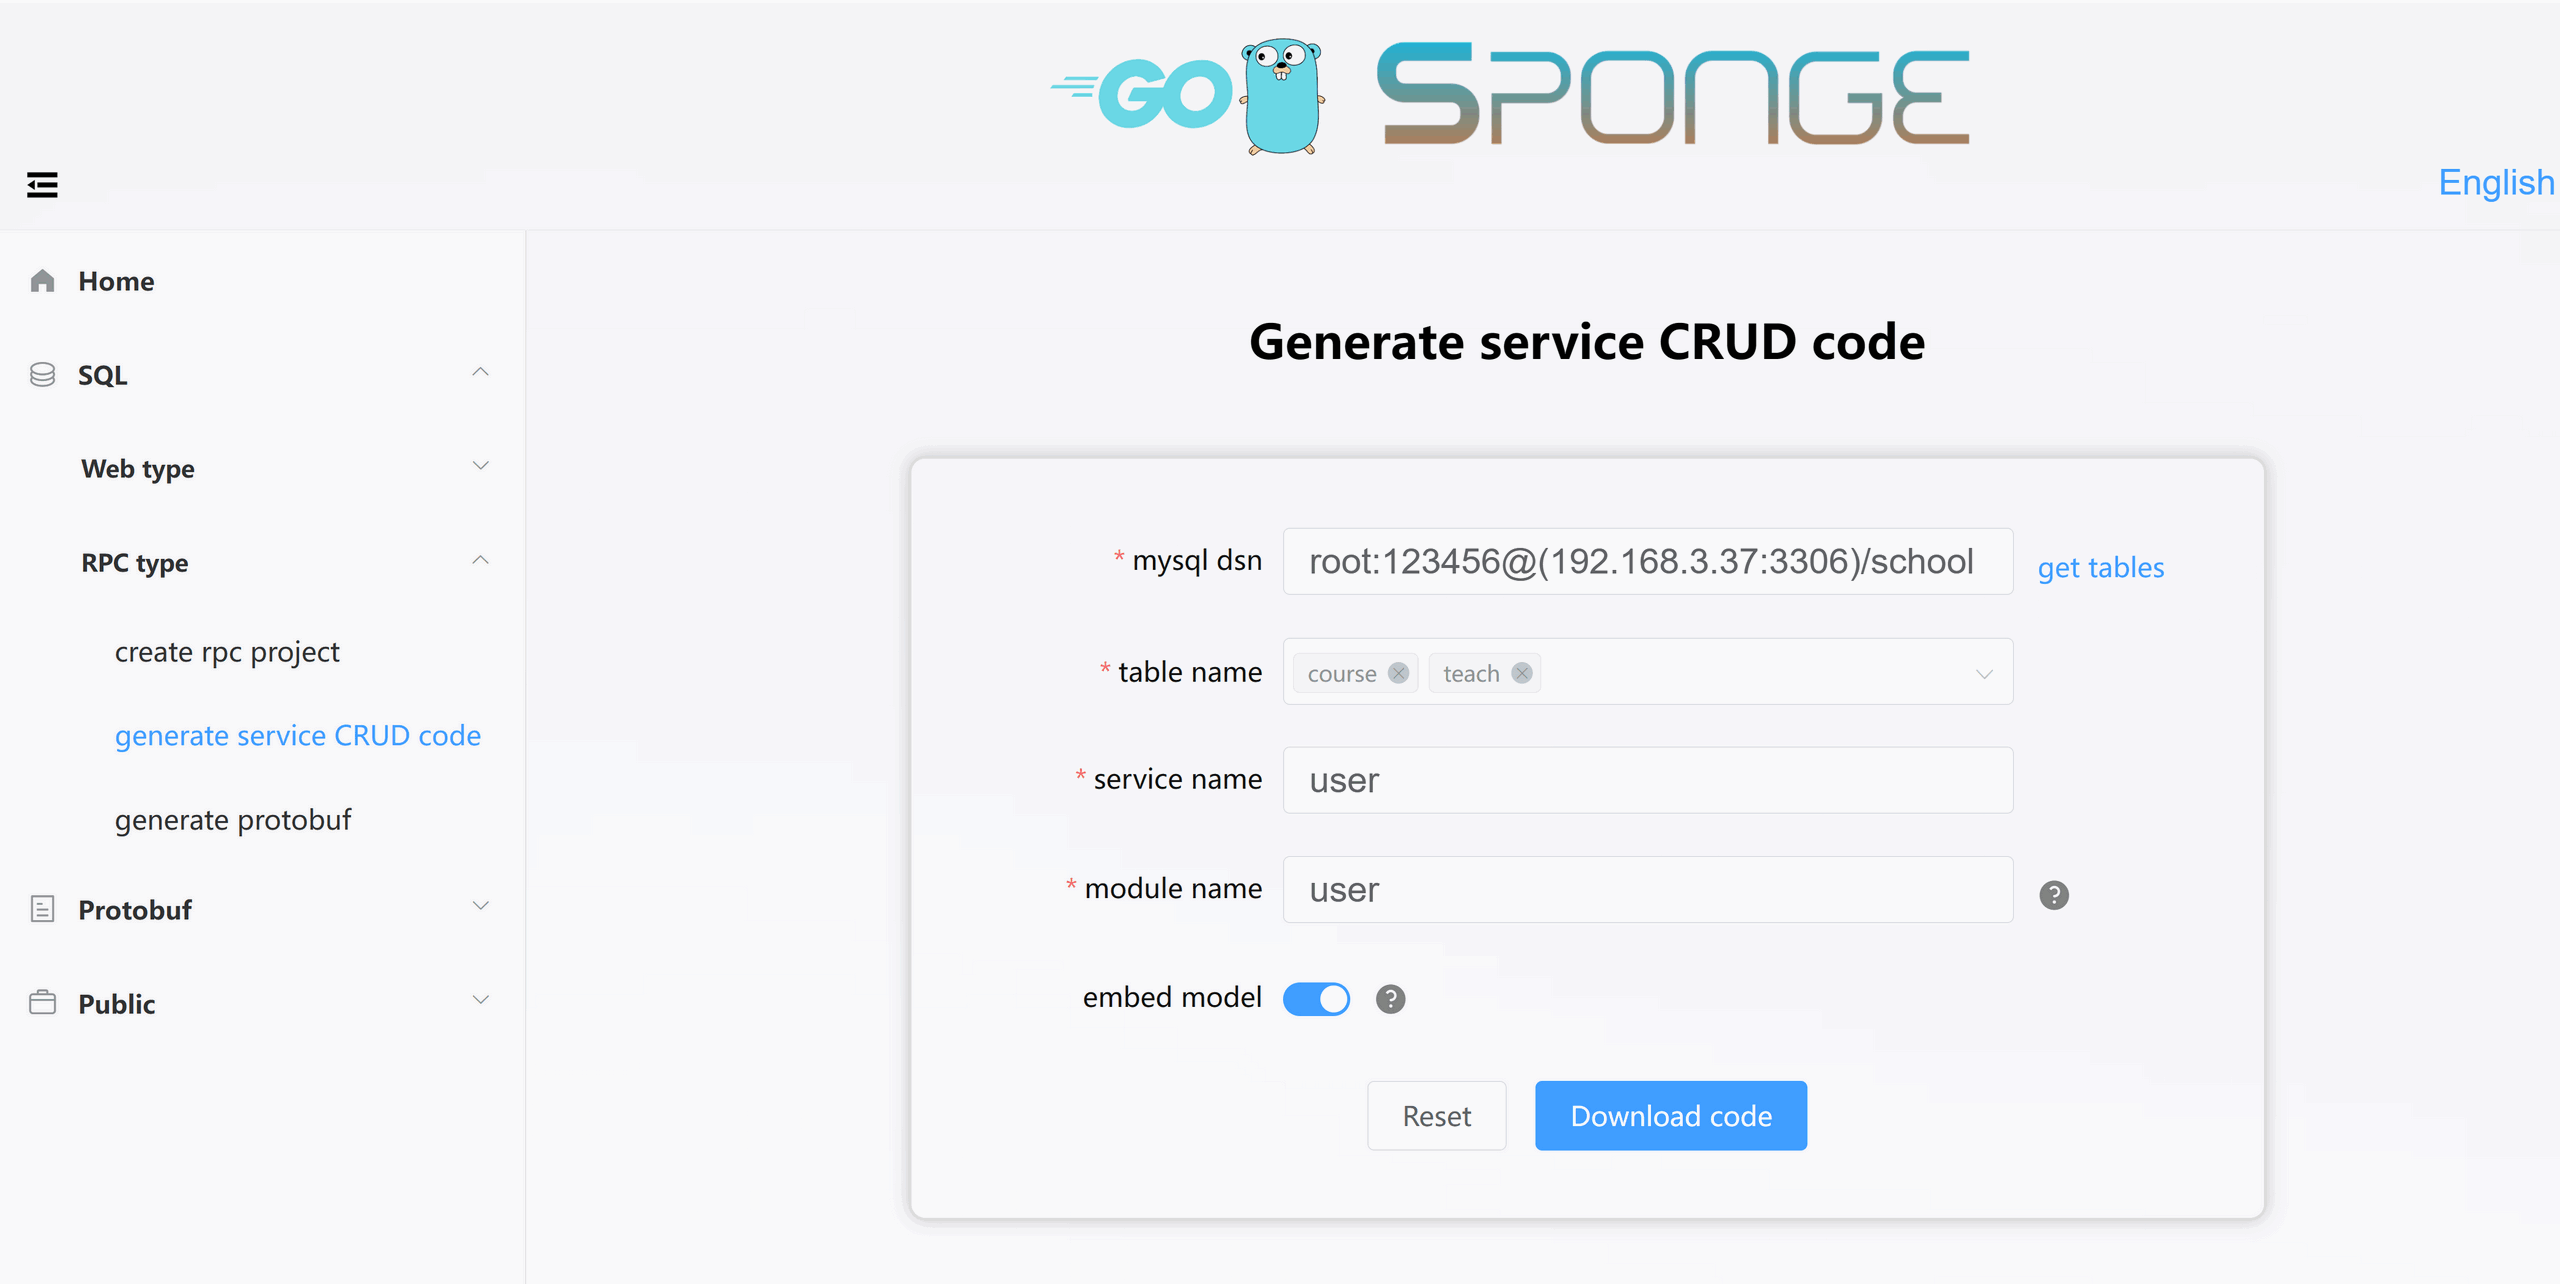 GO SPONGE
English
Home
SQL
Web type
RPC type
create rpc project
generate service CRUD code
generate protobuf
Protobuf
Public
Generate service CRUD code
* mysql dsn root:123456@(192.168.3.37:3306)/school get tables
* table name course teach
* service name user
* module name user ?
embed model ?
Reset Download code